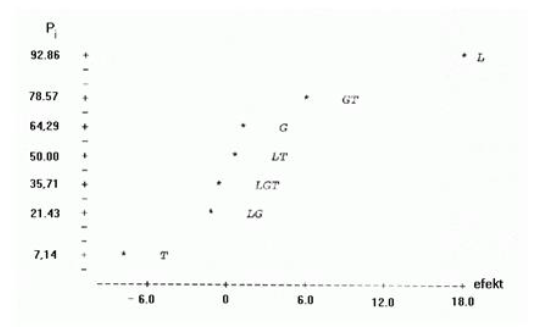 Pi
92.86 + * L
78.57 + * GT
64,29 + * G
50.00 + * LT
35,71 + * LGT
21.43 + * LG
7,14 + * T
efekt
- 6.0 0 6.0 12.0 18.0